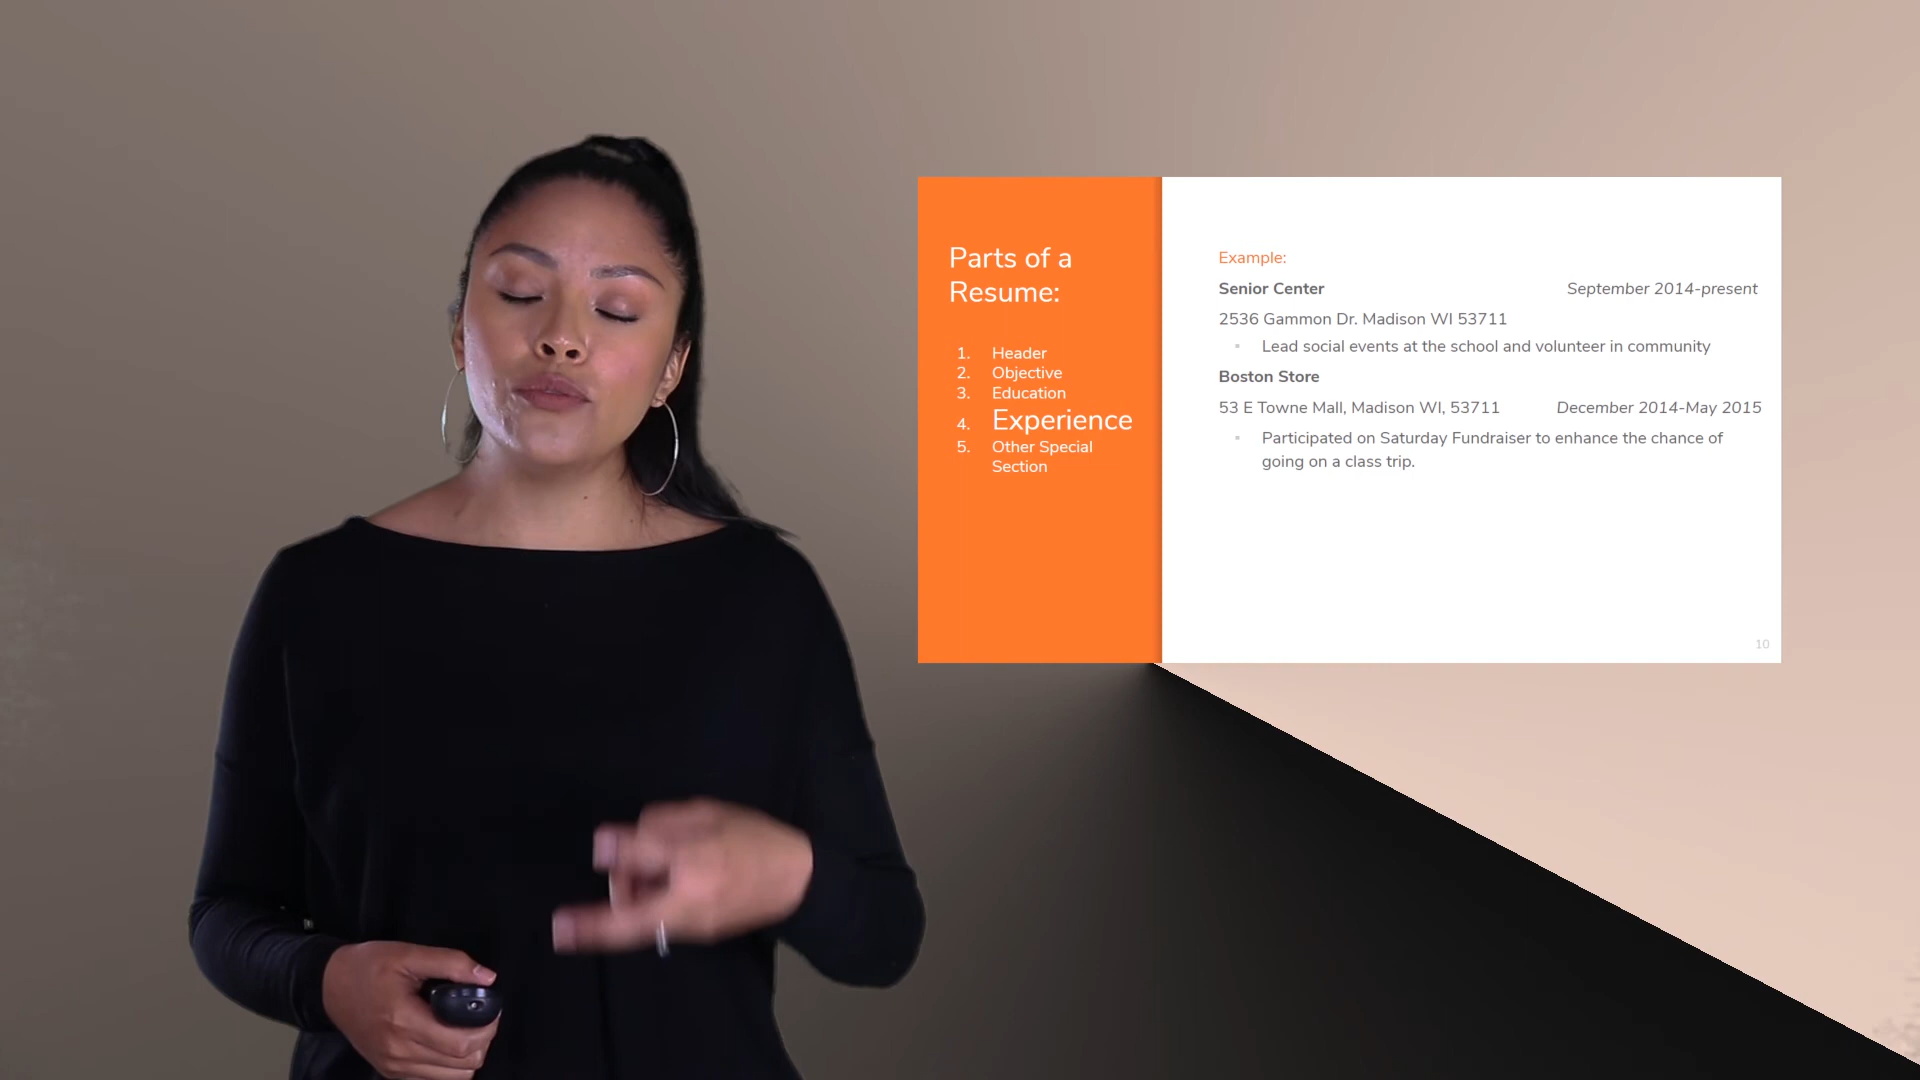 Parts of a
Resume:
1. Header
2. Objective
3. Education
4. Experience
5. Other Special
Section
Example:
Senior Center September 2014-present
2536 Gammon Dr. Madison WI 53711
▪ Lead social events at the school and volunteer in community
Boston Store
53 E Towne Mall, Madison WI, 53711 December 2014-May 2015
▪ Participated on Saturday Fundraiser to enhance the chance of
going on a class trip.
10